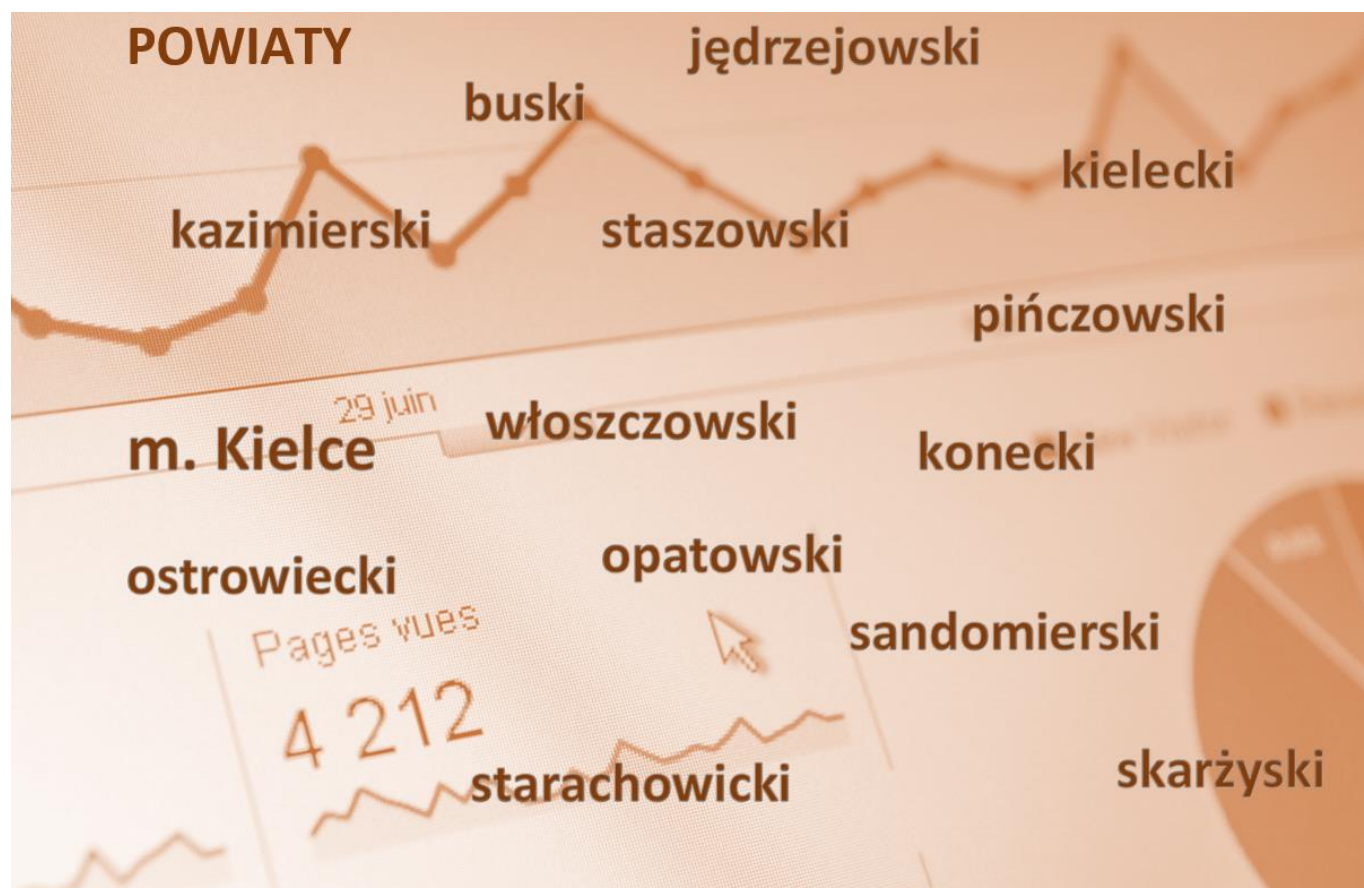 POWIATY
jędrzejowski
buski
kielecki
kazimierski
staszowski
pińczowski
29 juin
włoszczowski
m. Kielce
konecki
opatowski
ostrowiecki
Pages vues
sandomierski
4 212
starachowicki
skarżyski